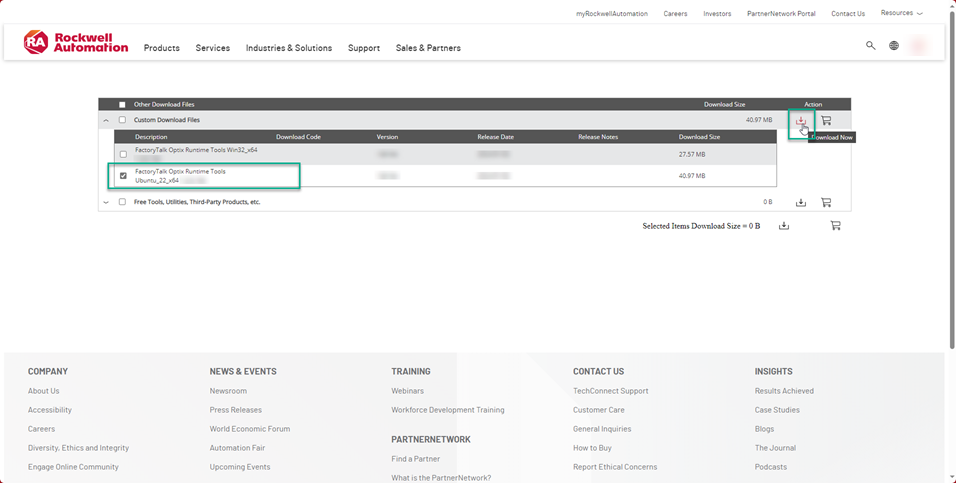 myRockwellAutomation Careers Investors PartnerNetwork Portal Contact Us Resources
RA Rockwell
Automation
Products Services Industries & Solutions Support Sales & Partners
Other Download Files Download Size Action
Custom Download Files 40.97 MB
Download Now
Description Download Code Version Release Date Release Notes Download Size
FactoryTalk Optix Runtime Tools Win32_x64
27.57 MB
FactoryTalk Optix Runtime Tools
Ubuntu_22_x64
40.97 MB
Free Tools, Utilities, Third-Party Products, etc. 0 B
Selected Items Download Size = 0 B
COMPANY NEWS & EVENTS TRAINING CONTACT US INSIGHTS
About Us Newsroom Webinars TechConnect Support Results Achieved
Accessibility Press Releases Workforce Development Training Customer Care Case Studies
Careers World Economic Forum General Inquiries Blogs
PARTNERNETWORK
Diversity, Ethics and Integrity Automation Fair How to Buy The Journal
Find a Partner
Engage Online Community Upcoming Events Report Ethical Concerns Podcasts
What is the PartnerNetwork?